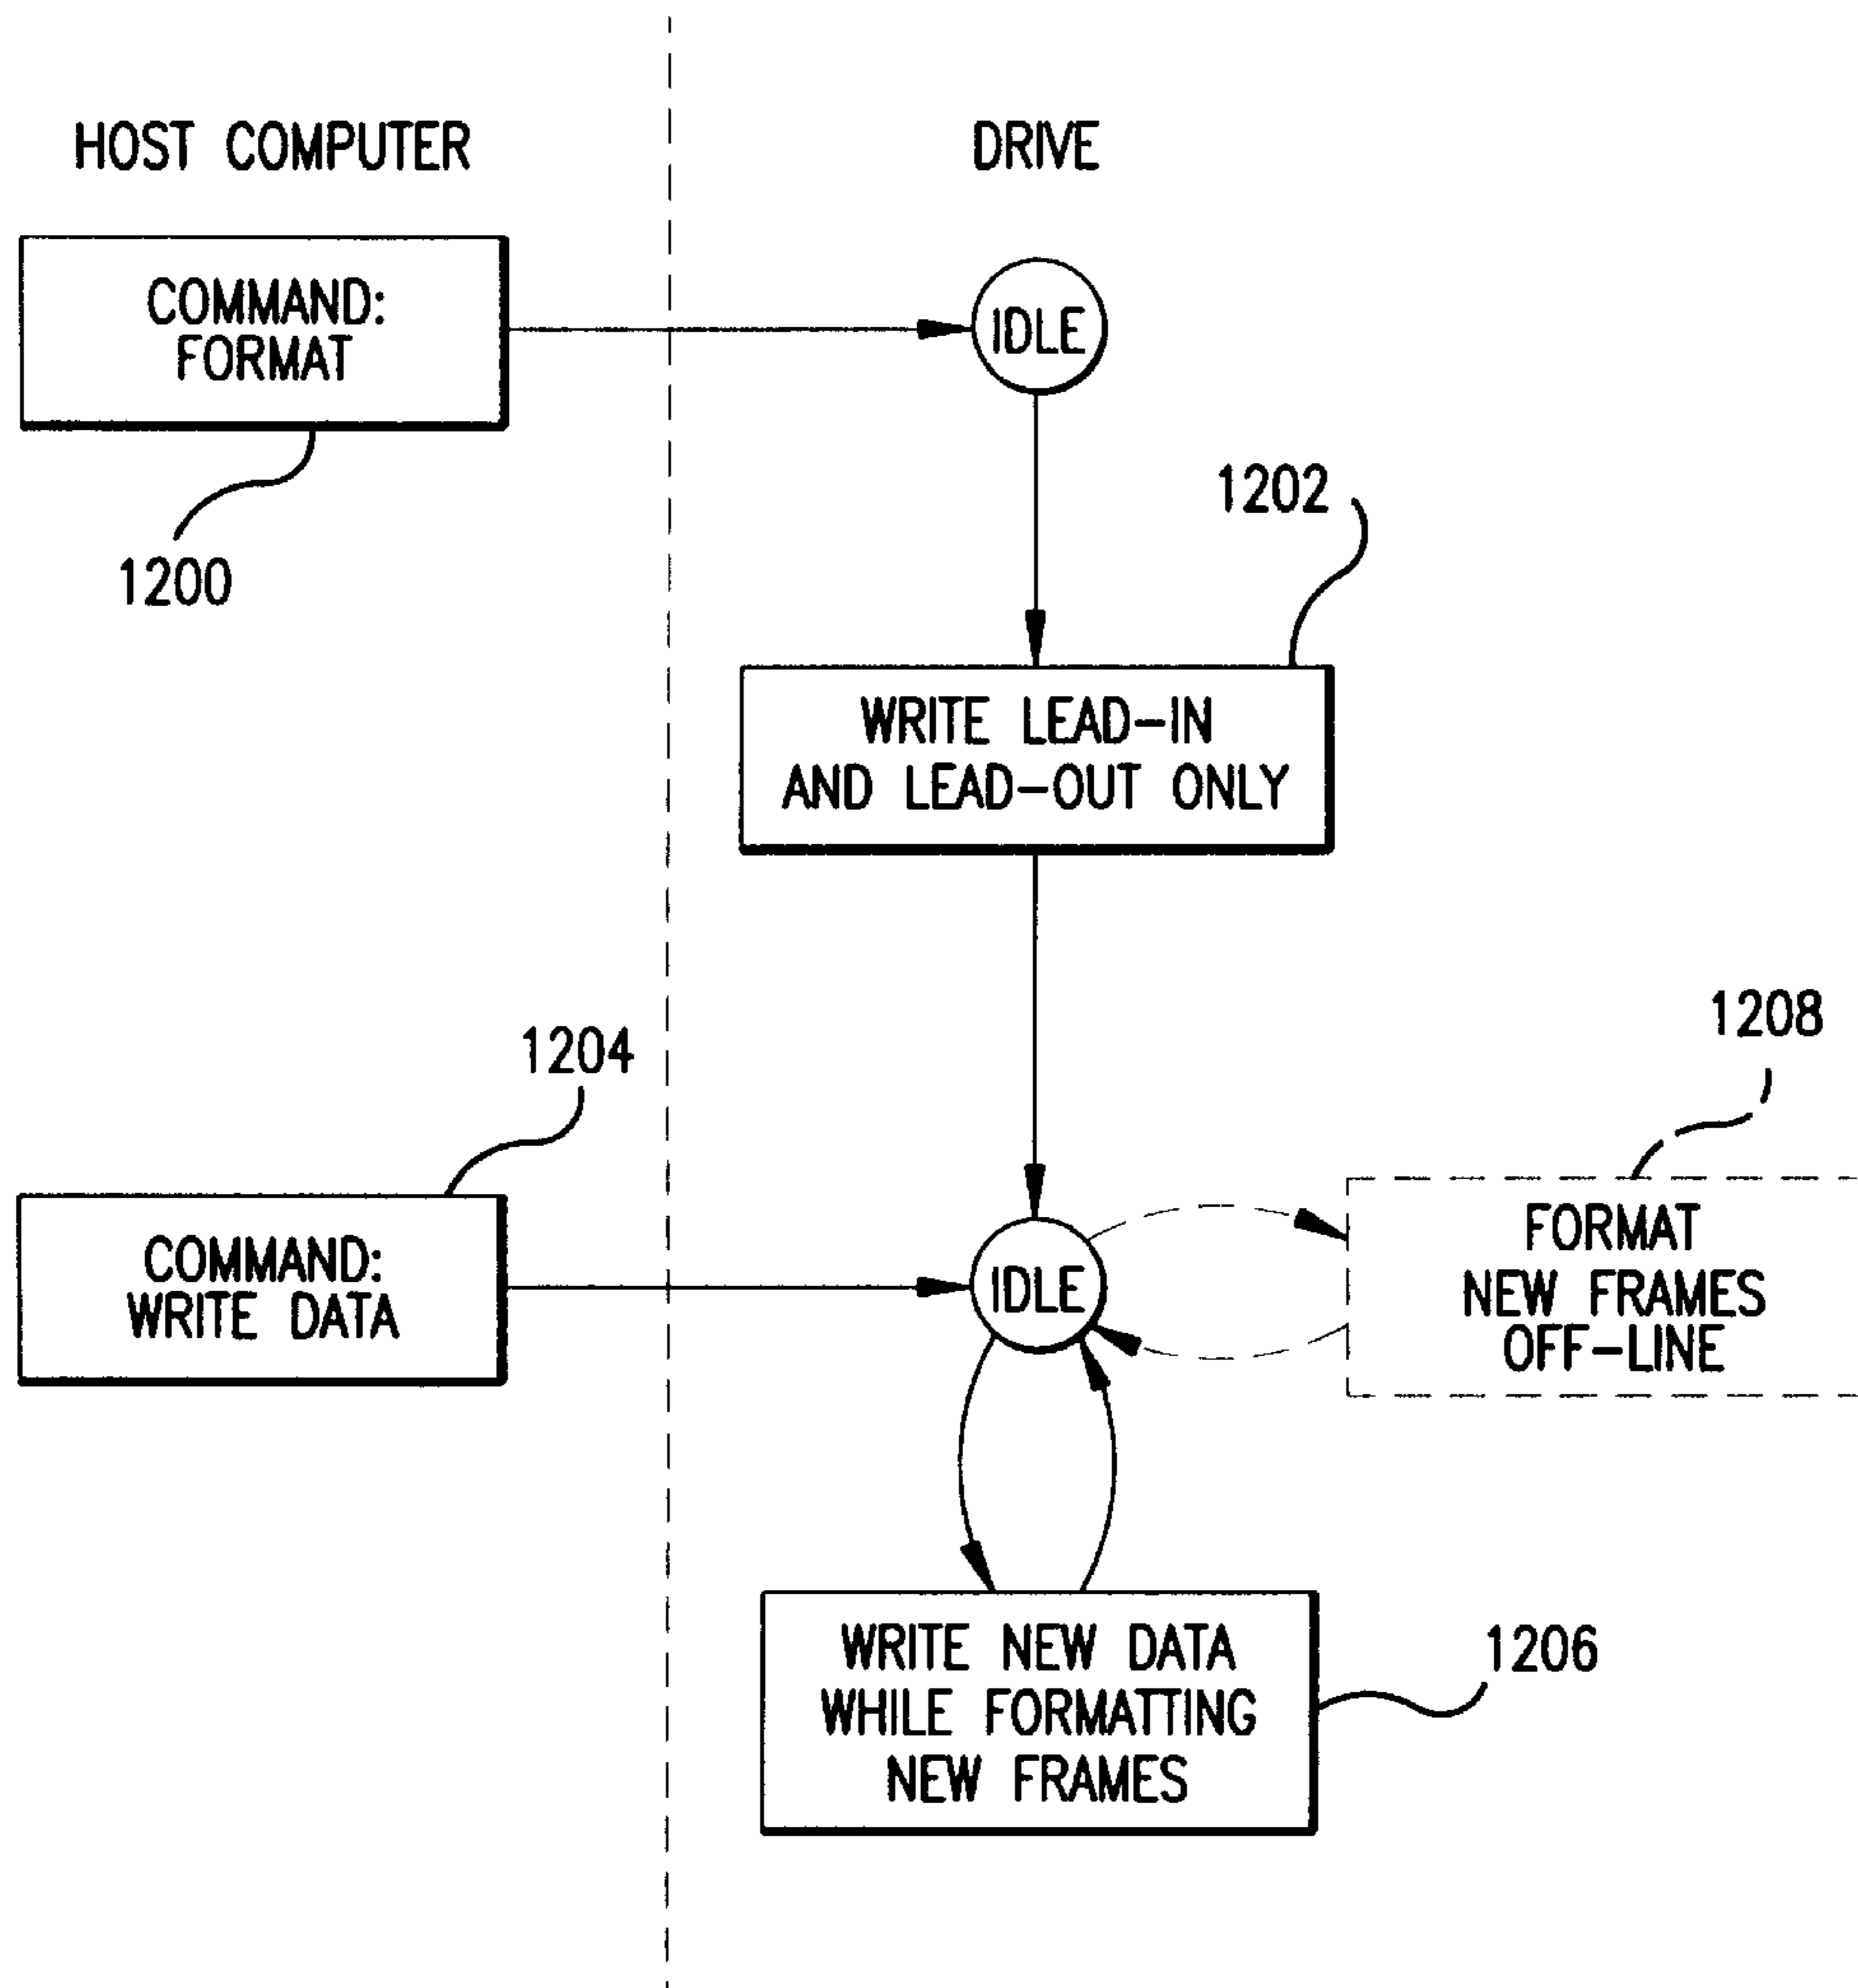 HOST COMPUTER
DRIVE
COMMAND:
FORMAT
IDLE
1200
1202
WRITE LEAD-IN
AND LEAD-OUT ONLY
1204
1208
COMMAND:
WRITE DATA
IDLE
FORMAT
NEW FRAMES
OFF-LINE
WRITE NEW DATA
WHILE FORMATTING
NEW FRAMES
1206